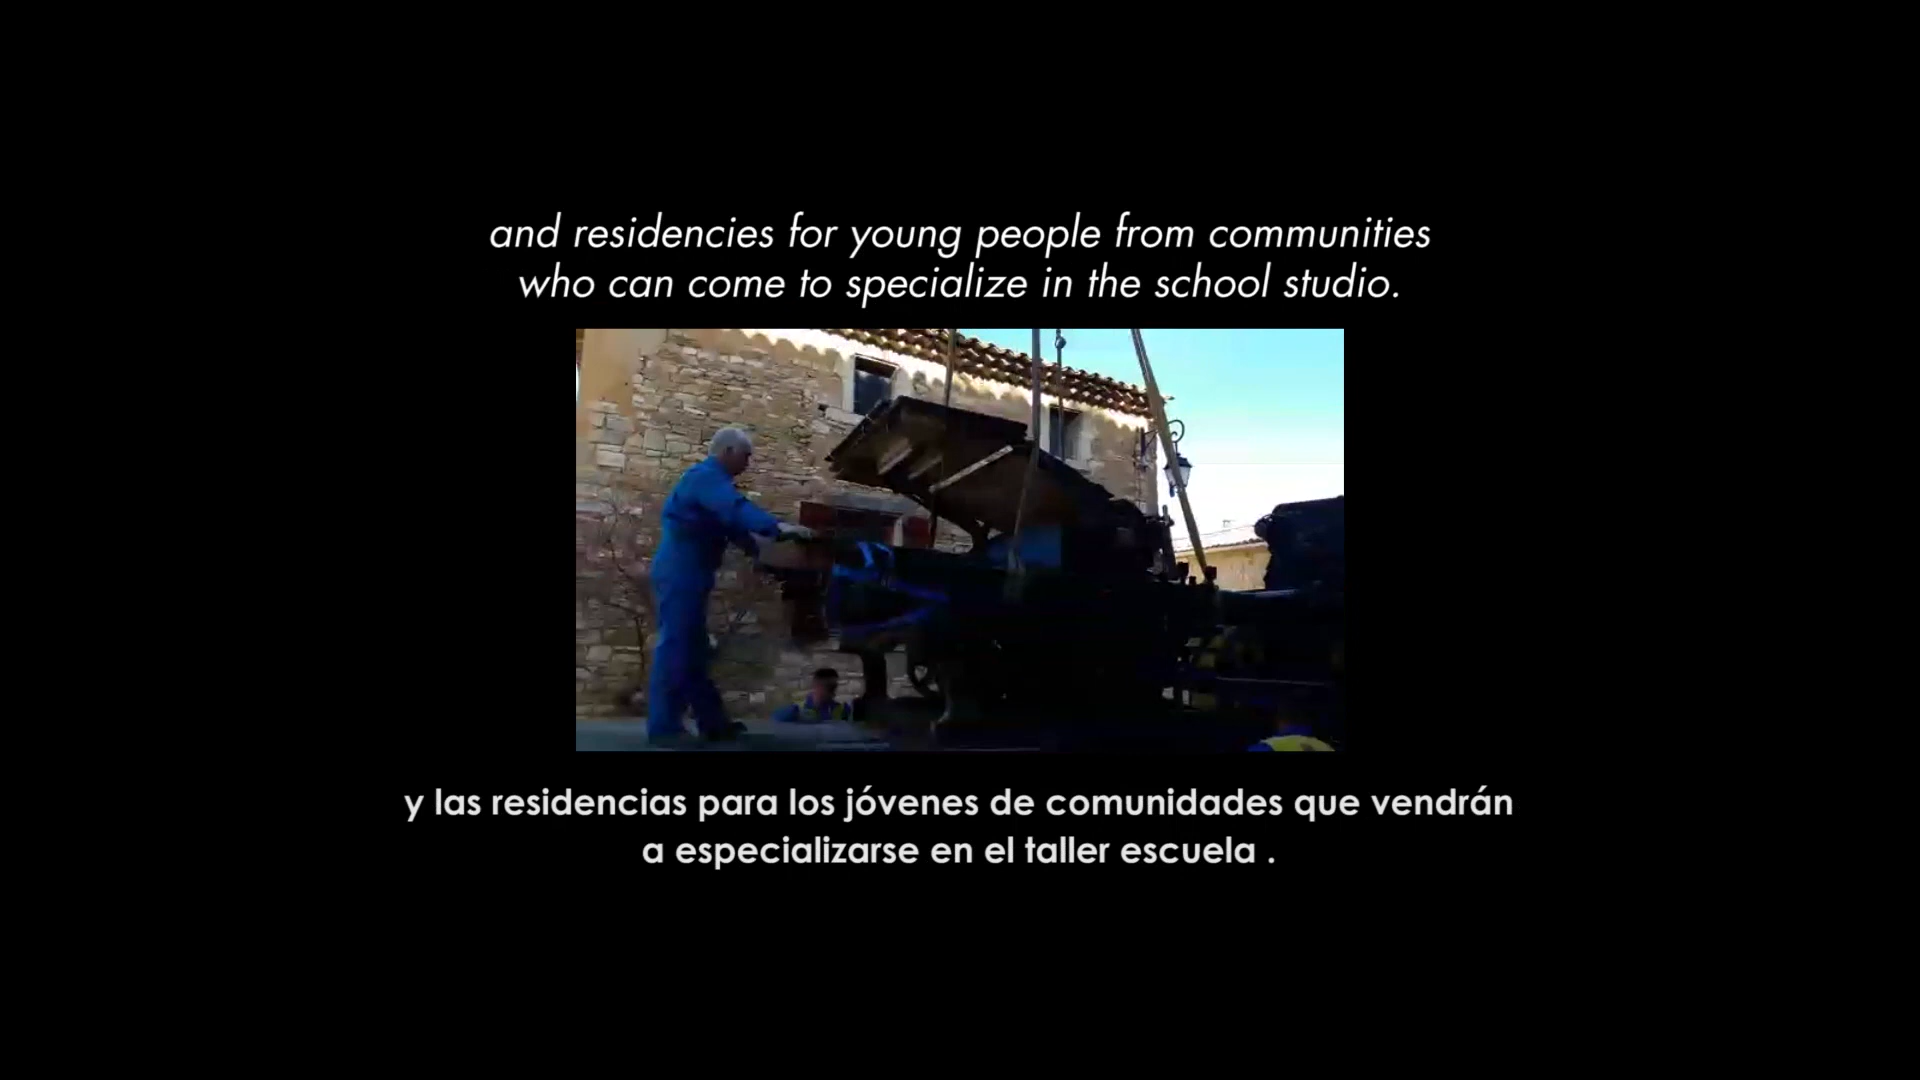 and residencies for young people from communities
who can come to specialize in the school studio.
y las residencias para los jóvenes de comunidades que vendrán
a especializarse en el taller escuela .